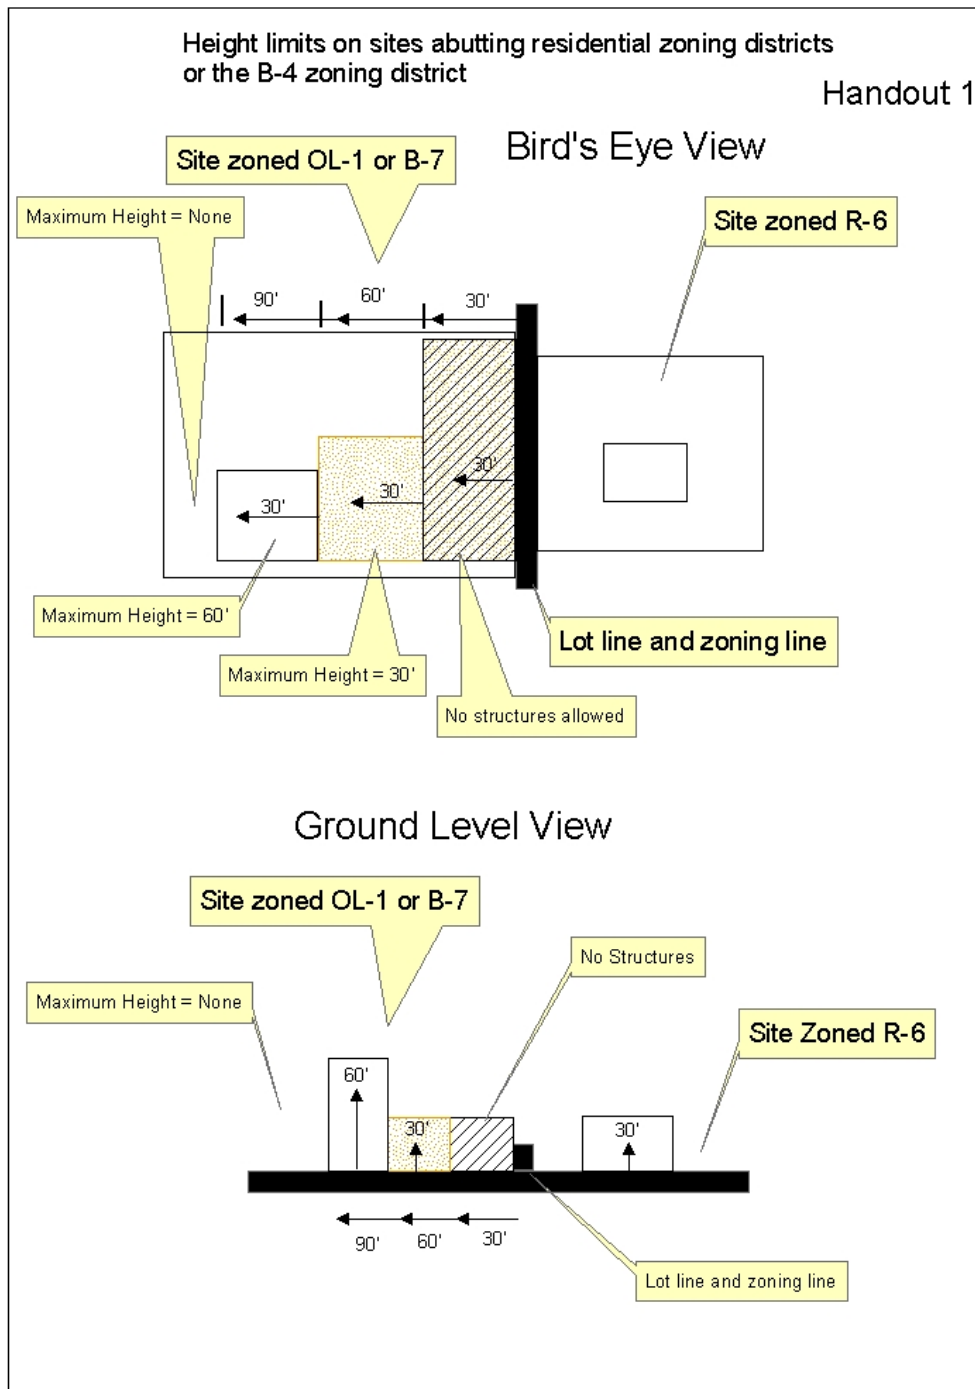 Height limits on sites abutting residential zoning districts
or the B-4 zoning district
Handout 1
Bird's Eye View
Site zoned OL-1 or B-7
Maximum Height = None
Site zoned R-6
90'
60'
30'
30'
30'
30'
Maximum Height = 60'
Maximum Height = 30'
Lot line and zoning line
No structures allowed
Ground Level View
Site zoned OL-1 or B-7
No Structures
Maximum Height = None
Site Zoned R-6
60'
30'
30'
90'
60'
30'
Lot line and zoning line